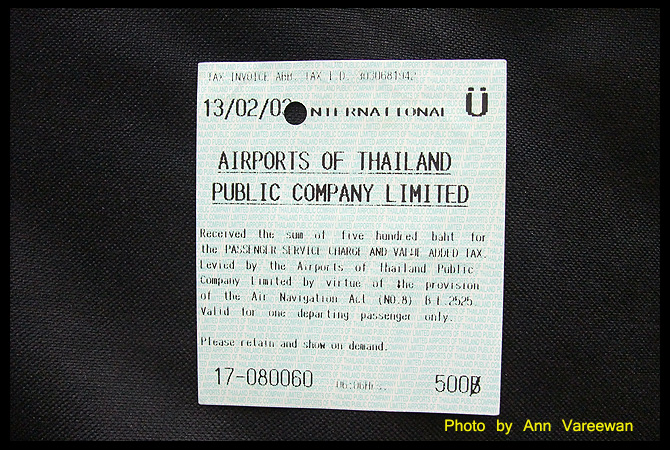 TAX INVOICE ABB. TAX I.D. 3030681942
13/02/03 INTERNATIONAL Ü
AIRPORTS OF THAILAND
PUBLIC COMPANY LIMITED
Received the sum of five hundred baht for
the PASSENGER SERVICE CHARGE AND VALUE ADDED TAX.
Levied by the Airports of Thailand Public
Company Limited by virtue of the provision
of the Air Navigation Act (NO.8) B.E.2525.
Valid for one departing passenger only.
Please retain and show on demand.
17-080060 500฿
Photo by Ann Vareewan